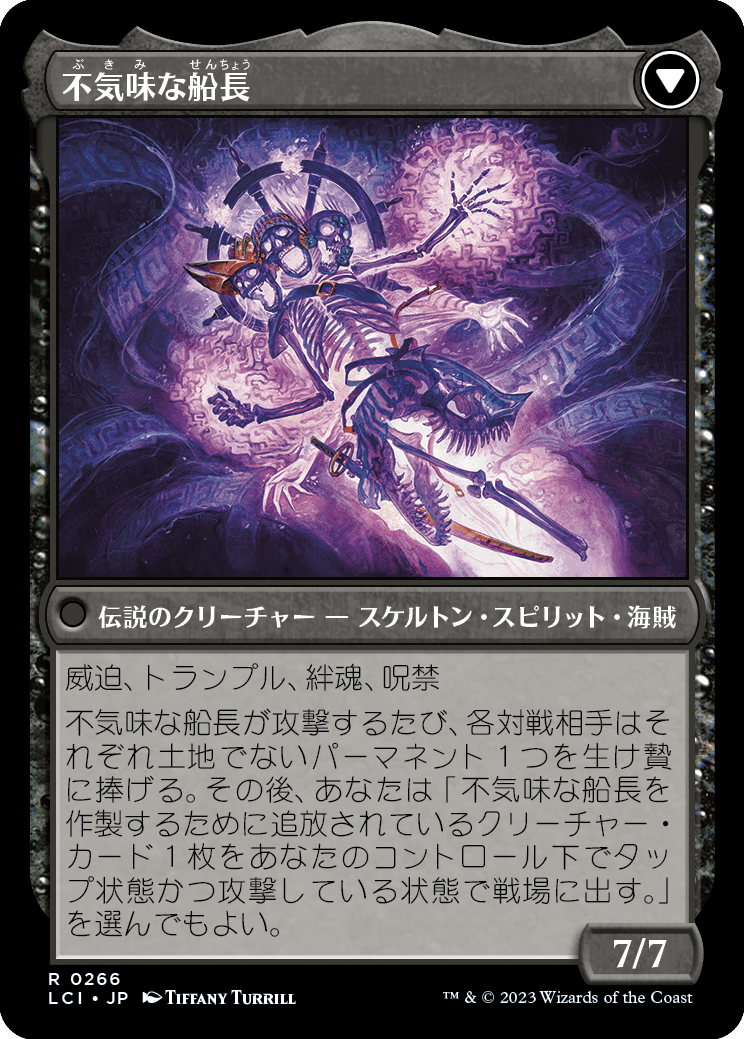 ぶきみ せんちょう
不気味な船長
伝説のクリーチャー — スケルトン・スピリット・海賊
威迫、トランプル、絆魂、呪禁
不気味な船長が攻撃するたび、各対戦相手はそ
れぞれ土地でないパーマネント1つを生け贄
に捧げる。その後、あなたは「不気味な船長を
作製するために追放されているクリーチャー・
カード1枚をあなたのコントロール下でタッ
プ状態かつ攻撃している状態で戦場に出す。」
を選んでもよい。
7/7
R 0266
LCI • JP TIFFANY TURRILL
™ & © 2023 Wizards of the Coast